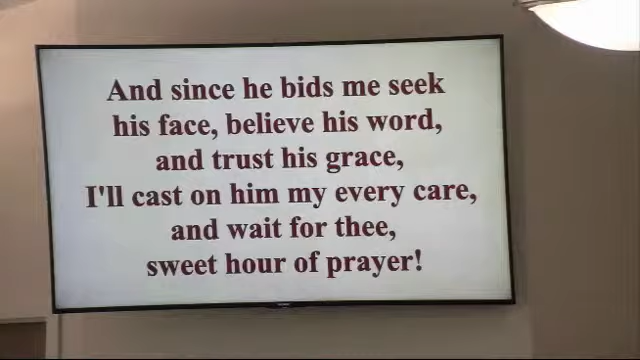 And since he bids me seek
his face, believe his word,
and trust his grace,
I'll cast on him my every care,
and wait for thee,
sweet hour of prayer!